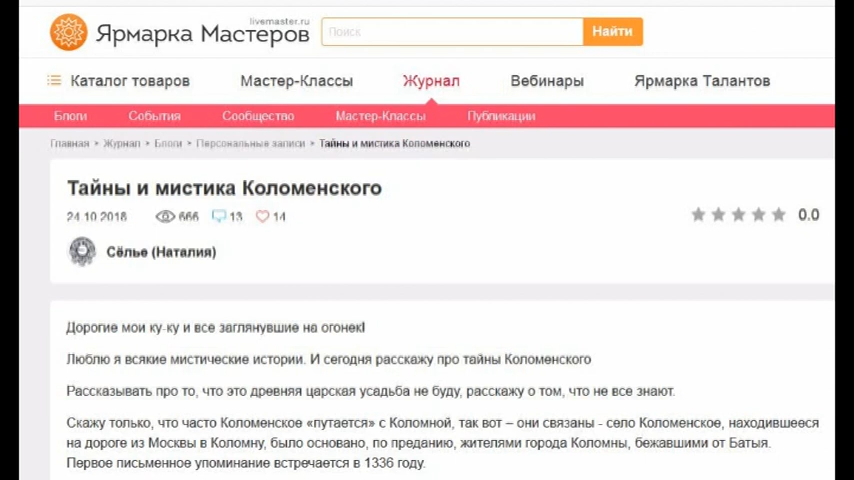 livemaster.ru
Ярмарка Мастеров
Поиск
Найти
Каталог товаров Мастер-Классы Журнал Вебинары Ярмарка Талантов
Блоги События Сообщество Мастер-Классы Публикации
Главная > Журнал > Блоги > Персональные записи > Тайны и мистика Коломенского
Тайны и мистика Коломенского
24.10.2018 666 13 14 0.0
Сёлье (Наталия)
Дорогие мои ку-ку и все заглянувшие на огонек!
Люблю я всякие мистические истории. И сегодня расскажу про тайны Коломенского
Рассказывать про то, что это древняя царская усадьба не буду, расскажу о том, что не все знают.
Скажу только, что часто Коломенское «путается» с Коломной, так вот – они связаны - село Коломенское, находившееся
на дороге из Москвы в Коломну, было основано, по преданию, жителями города Коломны, бежавшими от Батыя.
Первое письменное упоминание встречается в 1336 году.